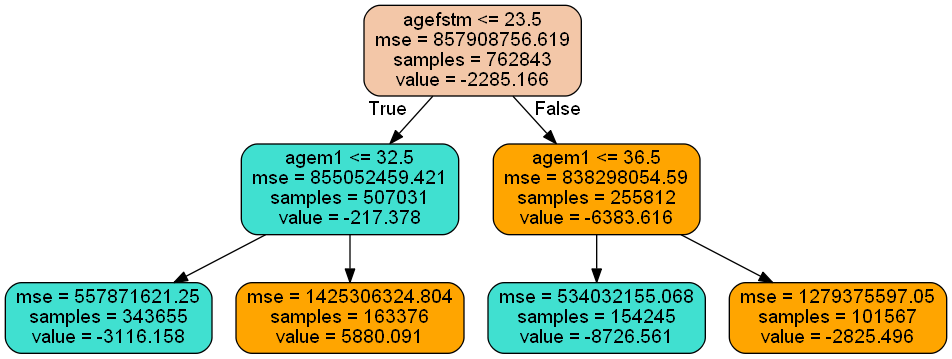 agefstm <= 23.5
mse = 857908756.619
samples = 762843
value = -2285.166
True
False
agem1 <= 32.5
mse = 855052459.421
samples = 507031
value = -217.378
agem1 <= 36.5
mse = 838298054.59
samples = 255812
value = -6383.616
mse = 557871621.25
samples = 343655
value = -3116.158
mse = 1425306324.804
samples = 163376
value = 5880.091
mse = 534032155.068
samples = 154245
value = -8726.561
mse = 1279375597.05
samples = 101567
value = -2825.496